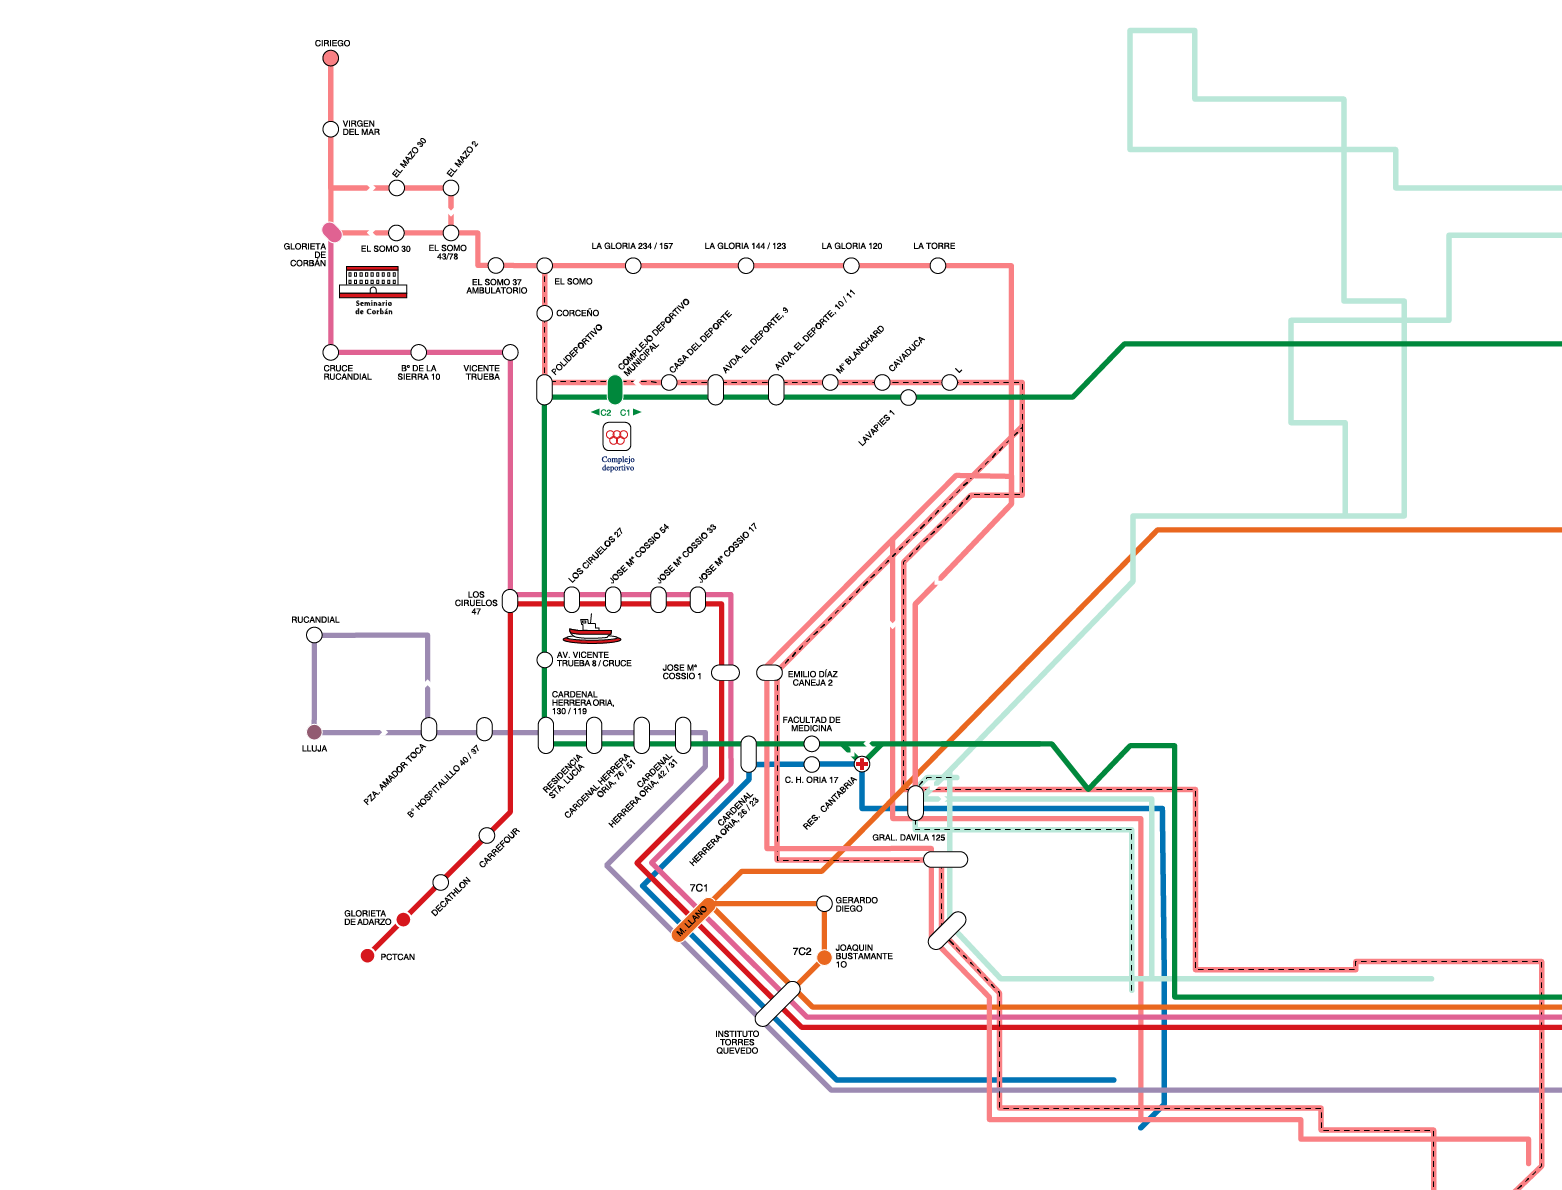 CIRIEGO
VIRGEN
DEL MAR
EL MAZO 30
EL MAZO 2
GLORIETA
DE
CORBÁN
EL SOMO 30
EL SOMO
43/78
Seminario
de Corbán
EL SOMO 37
AMBULATORIO
EL SOMO
LA GLORIA 234 / 157
LA GLORIA 144 / 123
LA GLORIA 120
LA TORRE
CORCEÑO
POLIDEPORTIVO
COMPLEJO DEPORTIVO
MUNICIPAL
CASA DEL DEPORTE
AVDA. EL DEPORTE, 9
AVDA. EL DEPORTE, 10 / 11
Mª BLANCHARD
CAVADUCA
L
LAVAPIES 1
C2 C1
Complejo
deportivo
CRUCE
RUCANDIAL
Bº DE LA
SIERRA 10
VICENTE
TRUEBA
LOS
CIRUELOS
47
LOS CIRUELOS 27
JOSE Mª COSSIO 54
JOSE Mª COSSIO 33
JOSE Mª COSSIO 17
RUCANDIAL
AV. VICENTE
TRUEBA 8 / CRUCE
JOSE Mª
COSSIO 1
EMILIO DÍAZ
CANEJA 2
CARDENAL
HERRERA ORIA,
130 / 119
FACULTAD DE
MEDICINA
LLUJA
PZA. AMADOR TOCA
Bº HOSPITALILLO 40 / 37
RESIDENCIA
STA. LUCIA
CARDENAL HERRERA
ORIA, 76 / 51
CARDENAL
HERRERA ORIA, 42 / 31
CARDENAL
HERRERA ORIA, 26 / 23
C. H. ORIA 17
RES. CANTABRIA
GRAL. DAVILA 125
CARREFOUR
DECATHLON
GLORIETA
DE ADARZO
PCTCAN
7C1
M. LLANO
GERARDO
DIEGO
7C2
JOAQUIN
BUSTAMANTE
1O
INSTITUTO
TORRES
QUEVEDO